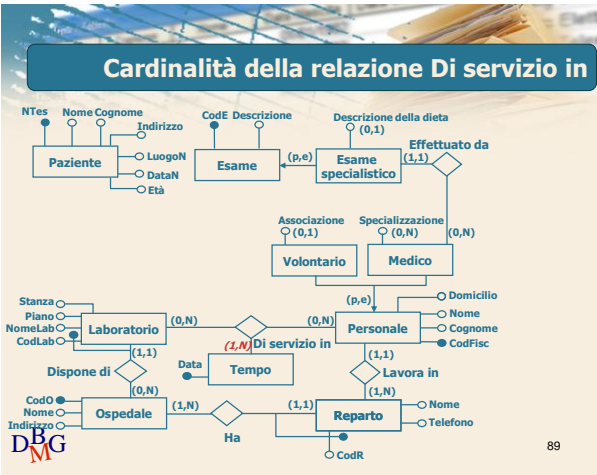 Cardinalità della relazione Di servizio in
NTes Nome Cognome
Indirizzo
LuogoN
DataN
Età
Paziente
CodE Descrizione
Esame
(p,e)
Descrizione della dieta
(0,1)
Esame
specialistico
(1,1)
Effettuato da
(0,N)
Associazione
(0,1)
Volontario
Specializzazione
(0,N)
Medico
(p,e)
Stanza
Piano
NomeLab
CodLab
Laboratorio
(0,N)
(0,N)
Personale
Domicilio
Nome
Cognome
CodFisc
(1,N)
Di servizio in
Data
Tempo
(1,1)
Dispone di
(0,N)
(1,1)
Lavora in
(1,N)
CodO
Nome
Indirizzo
Ospedale
(1,N)
Ha
(1,1)
Reparto
Nome
Telefono
CodR
DBMG
89